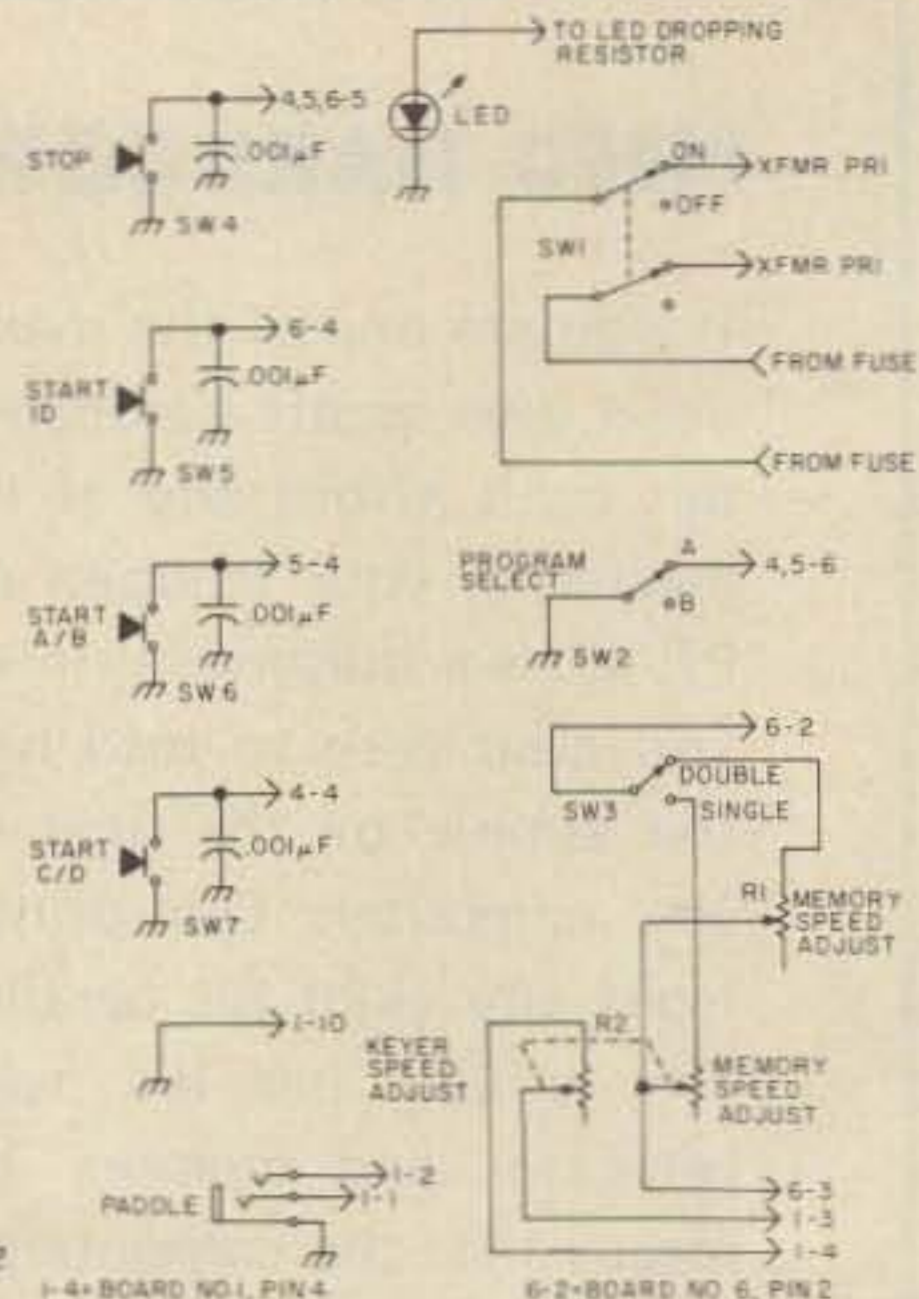 TO LED DROPPING
RESISTOR
4,5,6-5
LED
STOP
.001µF
SW4
ON
XFMR PRI
OFF
SW1
XFMR PRI
6-4
START
ID
.001µF
SW5
FROM FUSE
FROM FUSE
5-4
START
A/B
.001µF
SW6
PROGRAM
SELECT
A
4,5-6
B
SW2
6-2
DOUBLE
SW3
SINGLE
4-4
START
C/D
.001µF
SW7
R1
MEMORY
SPEED
ADJUST
1-10
KEYER
SPEED
ADJUST
R2
MEMORY
SPEED
ADJUST
1-2
1-1
PADDLE
6-3
1-3
1-4
1-4=BOARD NO.1, PIN 4
6-2=BOARD NO. 6, PIN 2